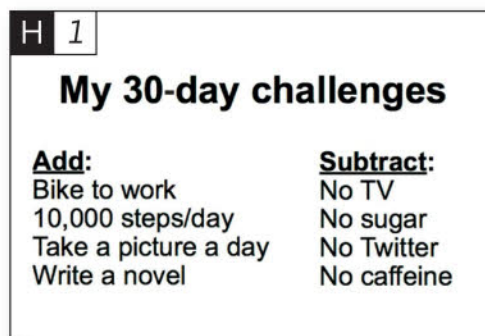 H 1
My 30-day challenges
Add:
Bike to work
10,000 steps/day
Take a picture a day
Write a novel
Subtract:
No TV
No sugar
No Twitter
No caffeine